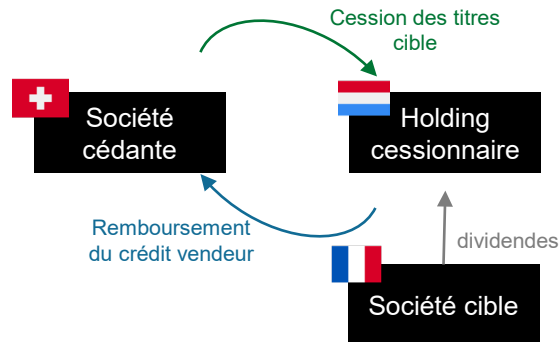 Cession des titres
cible
Société
cédante
Holding
cessionnaire
Remboursement
du crédit vendeur
dividendes
Société cible